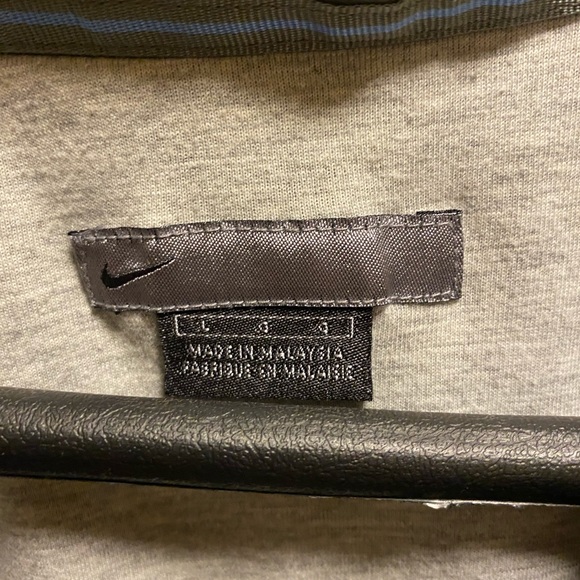 L G G
MADE IN MALAYSIA
FABRIQUE EN MALAISIE